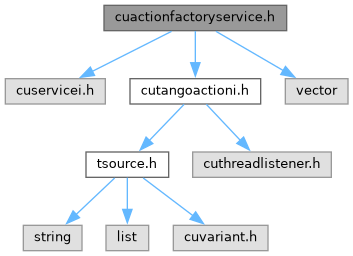 cuactionfactoryservice.h
cuservicei.h
cutangoactioni.h
vector
tsource.h
cuthreadlistener.h
string
list
cuvariant.h